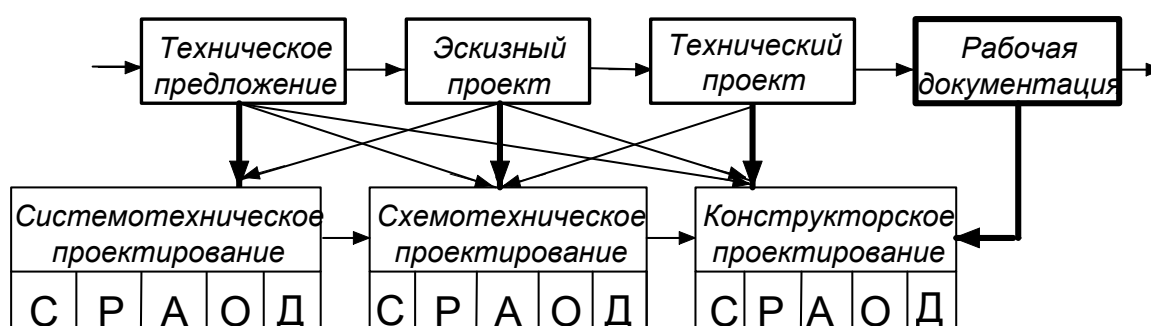 Техническое
предложение
Эскизный
проект
Технический
проект
Рабочая
документация
Системотехническое
проектирование
Схемотехническое
проектирование
Конструкторское
проектирование
С Р А О Д
С Р А О Д
С Р А О Д